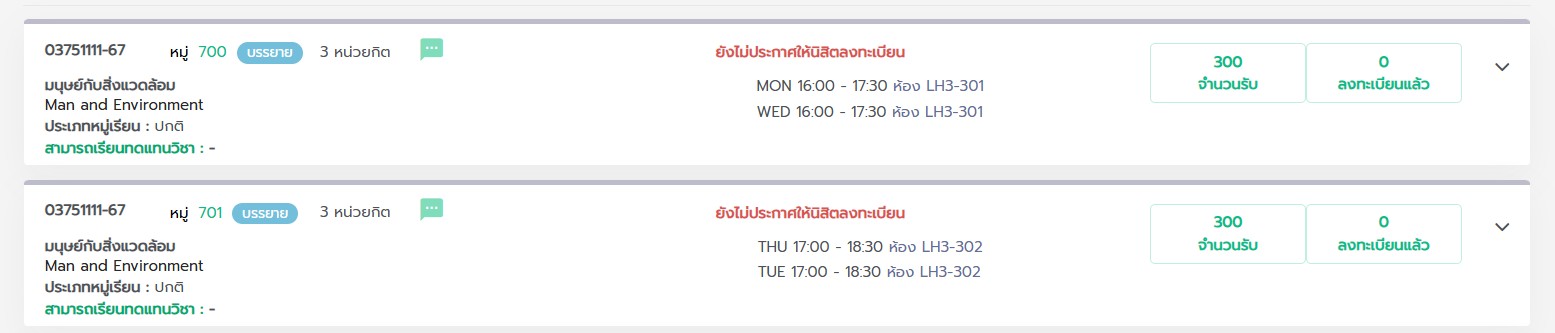 03751111-67 หมู่ 700 บรรยาย 3 หน่วยกิต
มนุษย์กับสิ่งแวดล้อม
Man and Environment
ประเภทหมู่เรียน : ปกติ
สามารถเรียนทดแทนวิชา : -
ยังไม่ประกาศให้นิสิตลงทะเบียน
MON 16:00 - 17:30 ห้อง LH3-301
WED 16:00 - 17:30 ห้อง LH3-301
300 0
จำนวนรับ ลงทะเบียนแล้ว
03751111-67 หมู่ 701 บรรยาย 3 หน่วยกิต
มนุษย์กับสิ่งแวดล้อม
Man and Environment
ประเภทหมู่เรียน : ปกติ
สามารถเรียนทดแทนวิชา : -
ยังไม่ประกาศให้นิสิตลงทะเบียน
THU 17:00 - 18:30 ห้อง LH3-302
TUE 17:00 - 18:30 ห้อง LH3-302
300 0
จำนวนรับ ลงทะเบียนแล้ว